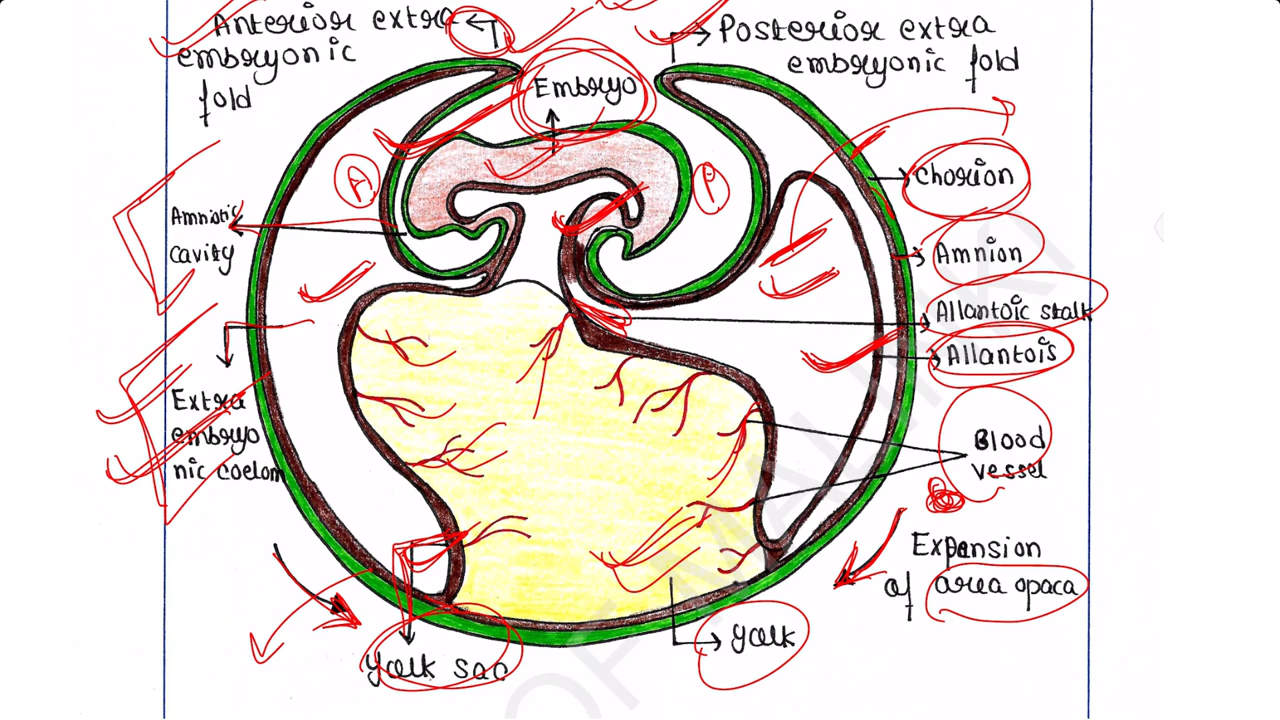 Anterior extra
embryonic
fold
Posterior extra
embryonic fold
Embryo
A
P
Chorion
Amniotic
cavity
Amnion
Allantoic stalk
Allantois
Extra
embryo
nic coelom
Blood
vessel
Expansion
of area opaca
Yolk
Yolk sac